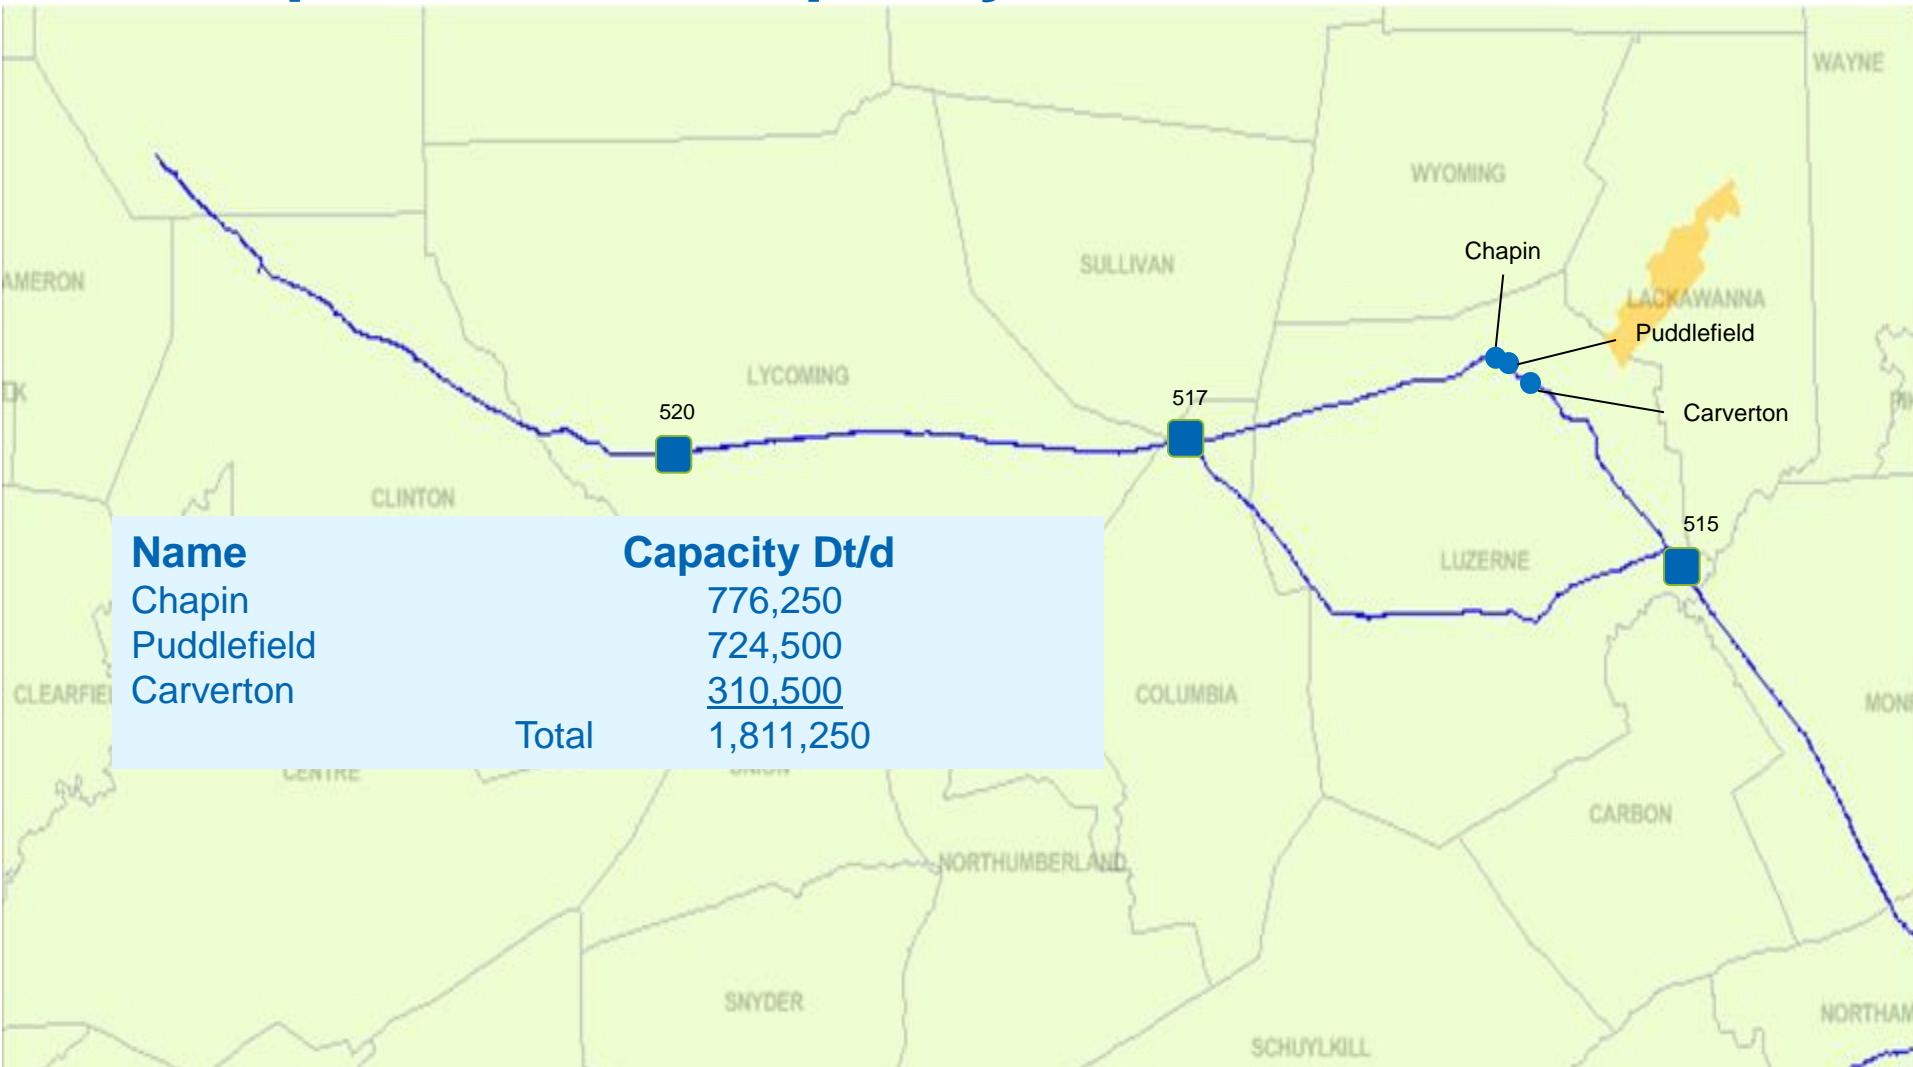 WAYNE
WYOMING
Chapin
SULLIVAN
AMERON
LACKAWANNA
Puddlefield
LYCOMING
517
520
Carverton
CLINTON
515
Name Capacity Dt/d
LUZERNE
Chapin 776,250
Puddlefield 724,500
Carverton 310,500
CLEARFIE
COLUMBIA
MON
Total 1,811,250
CENTRE
UNION
CARBON
NORTHUMBERLAND
SNYDER
NORTHAM
SCHUYLKILL